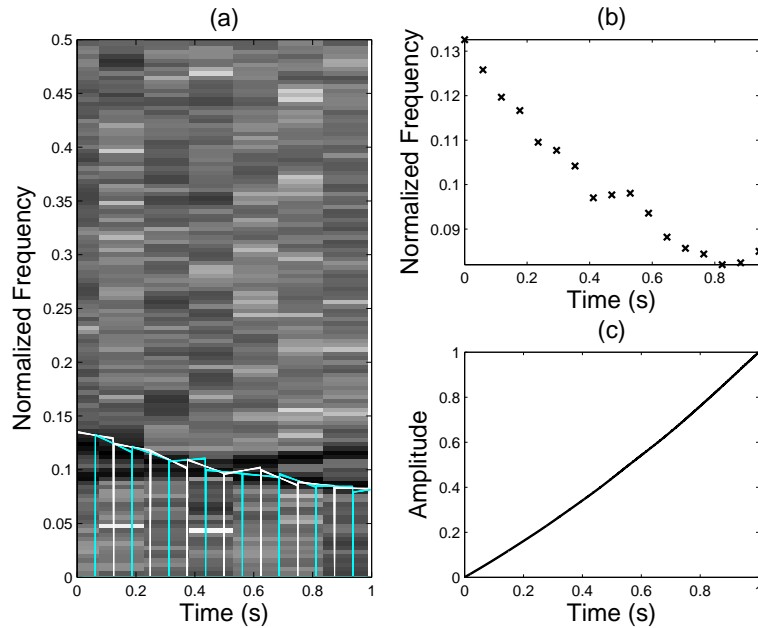 (a)
Normalized Frequency
0.5
0.45
0.4
0.35
0.3
0.25
0.2
0.15
0.1
0.05
0
0 0.2 0.4 0.6 0.8 1
Time (s)
(b)
Normalized Frequency
0.13
0.12
0.11
0.1
0.09
0 0.2 0.4 0.6 0.8
Time (s)
(c)
Amplitude
1
0.8
0.6
0.4
0.2
0
0 0.2 0.4 0.6 0.8 1
Time (s)